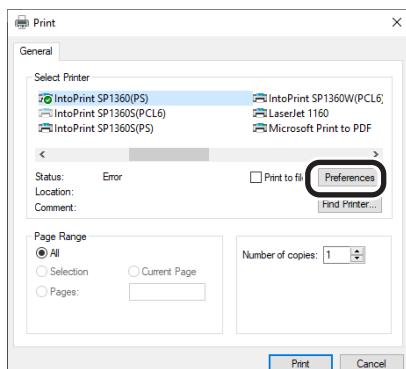 Print
General
Select Printer
IntoPrint SP1360(PS) IntoPrint SP1360W(PCL6)
IntoPrint SP1360S(PCL6) LaserJet 1160
IntoPrint SP1360S(PS) Microsoft Print to PDF
Status: Error Print to fil Preferences
Location:
Comment: Find Printer...
Page Range
All Number of copies: 1
Selection Current Page
Pages:
Print Cancel